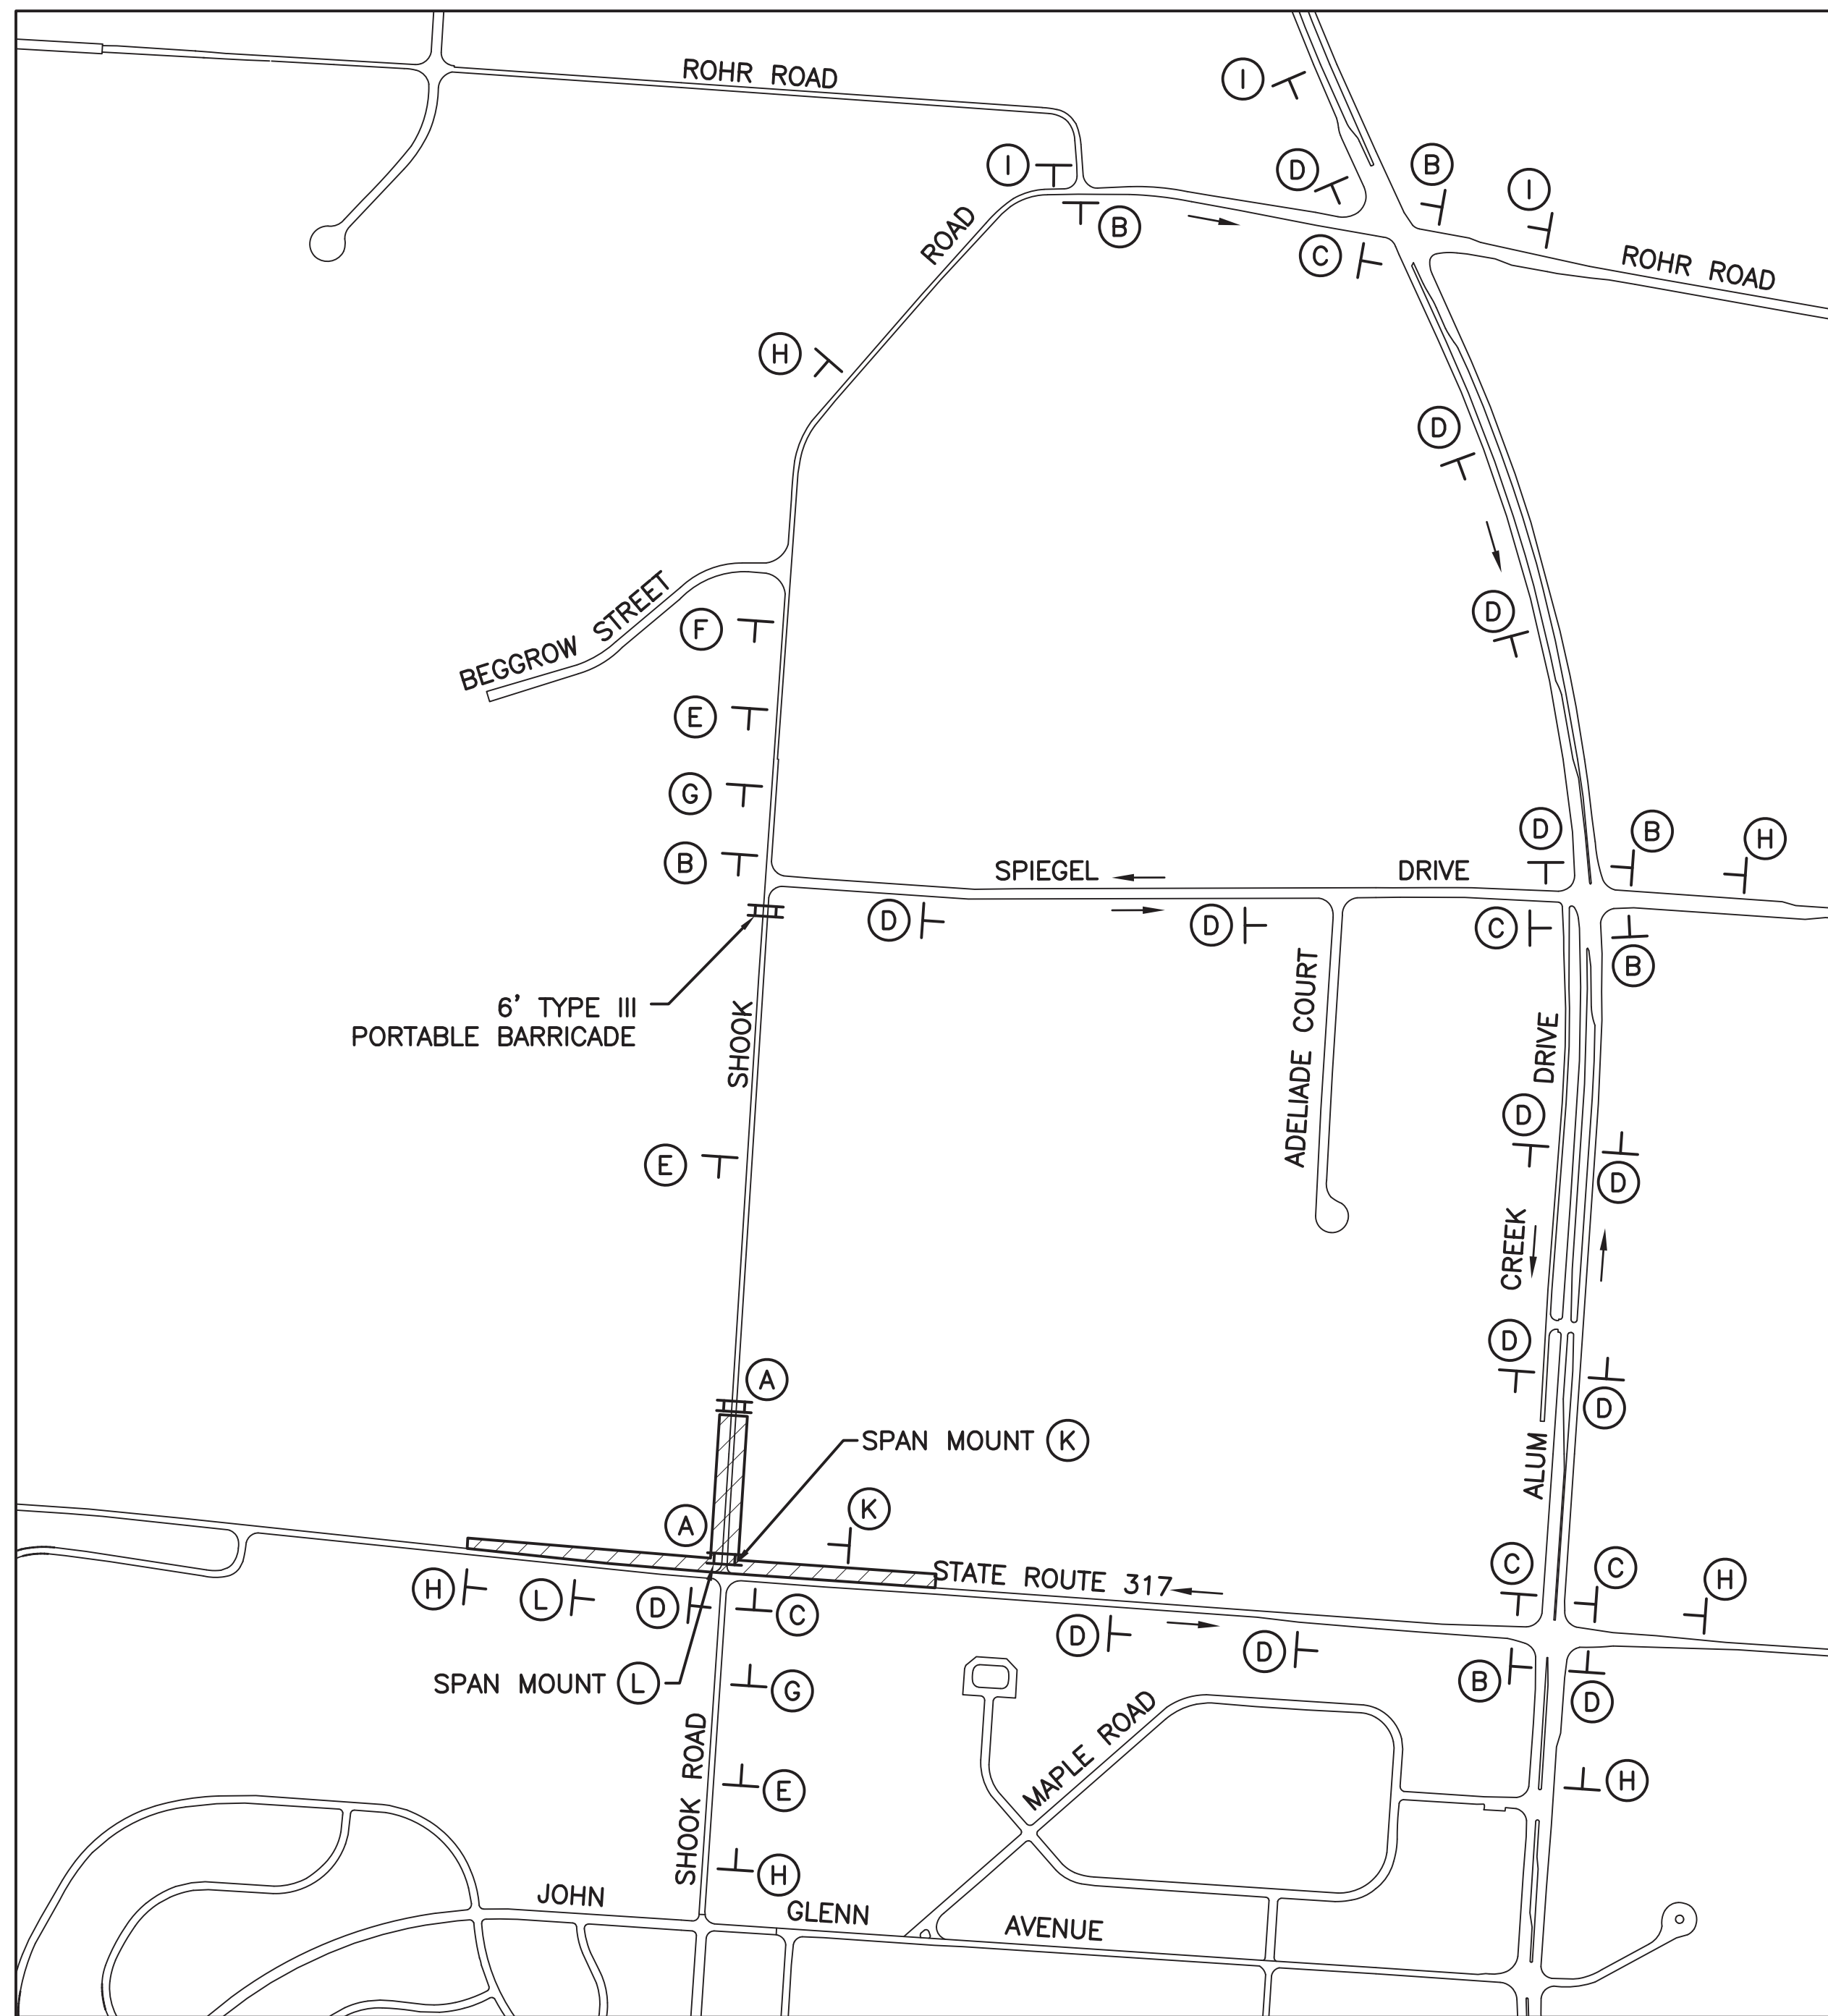 ROHR ROAD
I
I
D
B
I
B
ROAD
C
ROHR ROAD
H
D
BEGGROW STREET
F
D
E
G
B
SPIEGEL DRIVE
D
B
H
D
D
C
B
6' TYPE III
PORTABLE BARRICADE
SHOOK
ADELIADE COURT
DRIVE
D
E
D
CREEK
D
A
D
SPAN MOUNT K
ALUM
K
A
STATE ROUTE 317
C
C
H
H
L
D
C
D
D
B
SPAN MOUNT L
G
D
SHOOK ROAD
MAPLE ROAD
E
H
H
JOHN GLENN AVENUE